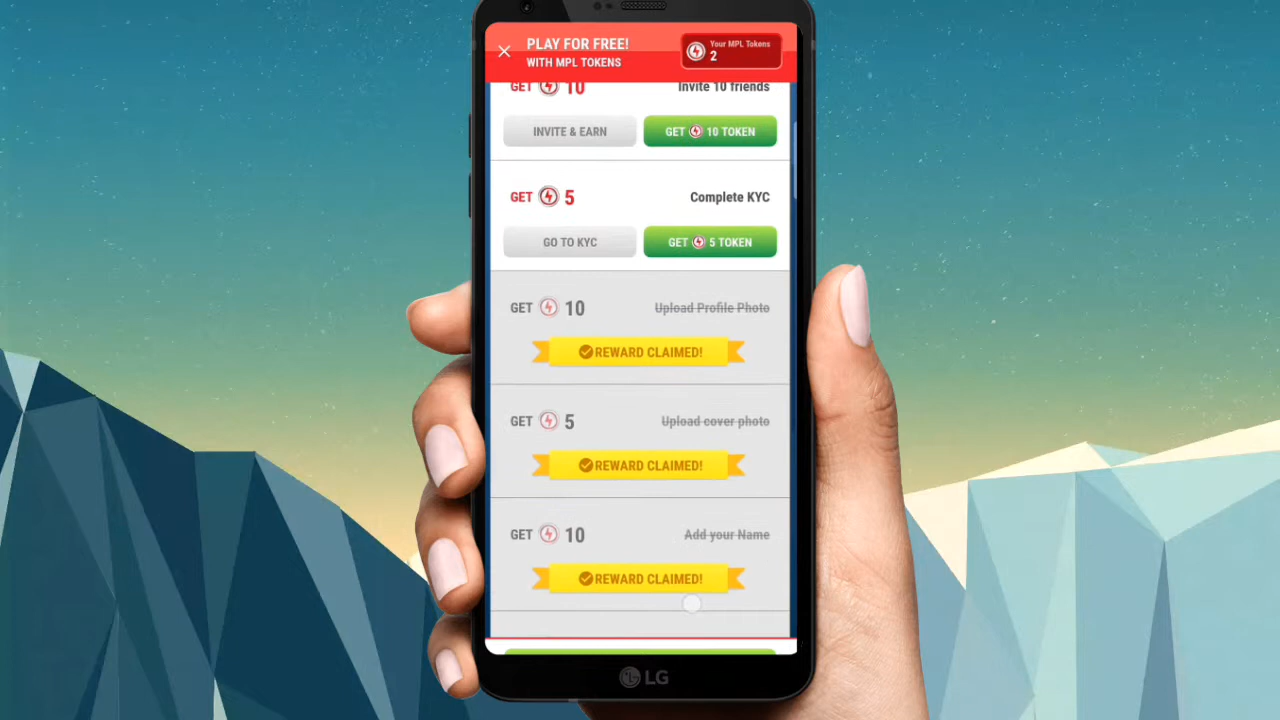 PLAY FOR FREE!
WITH MPL TOKENS
Your MPL Tokens
2
GET 10
Invite 10 friends
INVITE & EARN
GET 10 TOKEN
GET 5
Complete KYC
GO TO KYC
GET 5 TOKEN
GET 10
Upload Profile Photo
REWARD CLAIMED!
GET 5
Upload cover photo
REWARD CLAIMED!
GET 10
Add your Name
REWARD CLAIMED!
LG